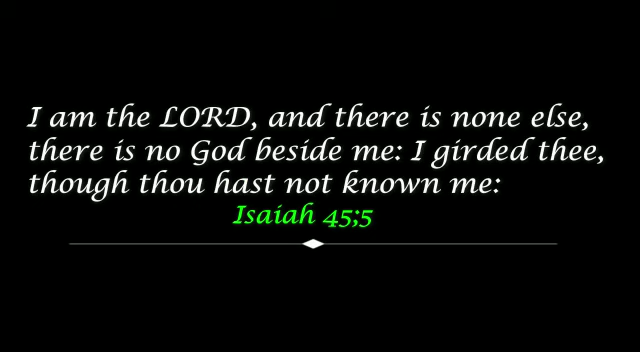 I am the LORD, and there is none else,
there is no God beside me: I girded thee,
though thou hast not known me:
Isaiah 45;5